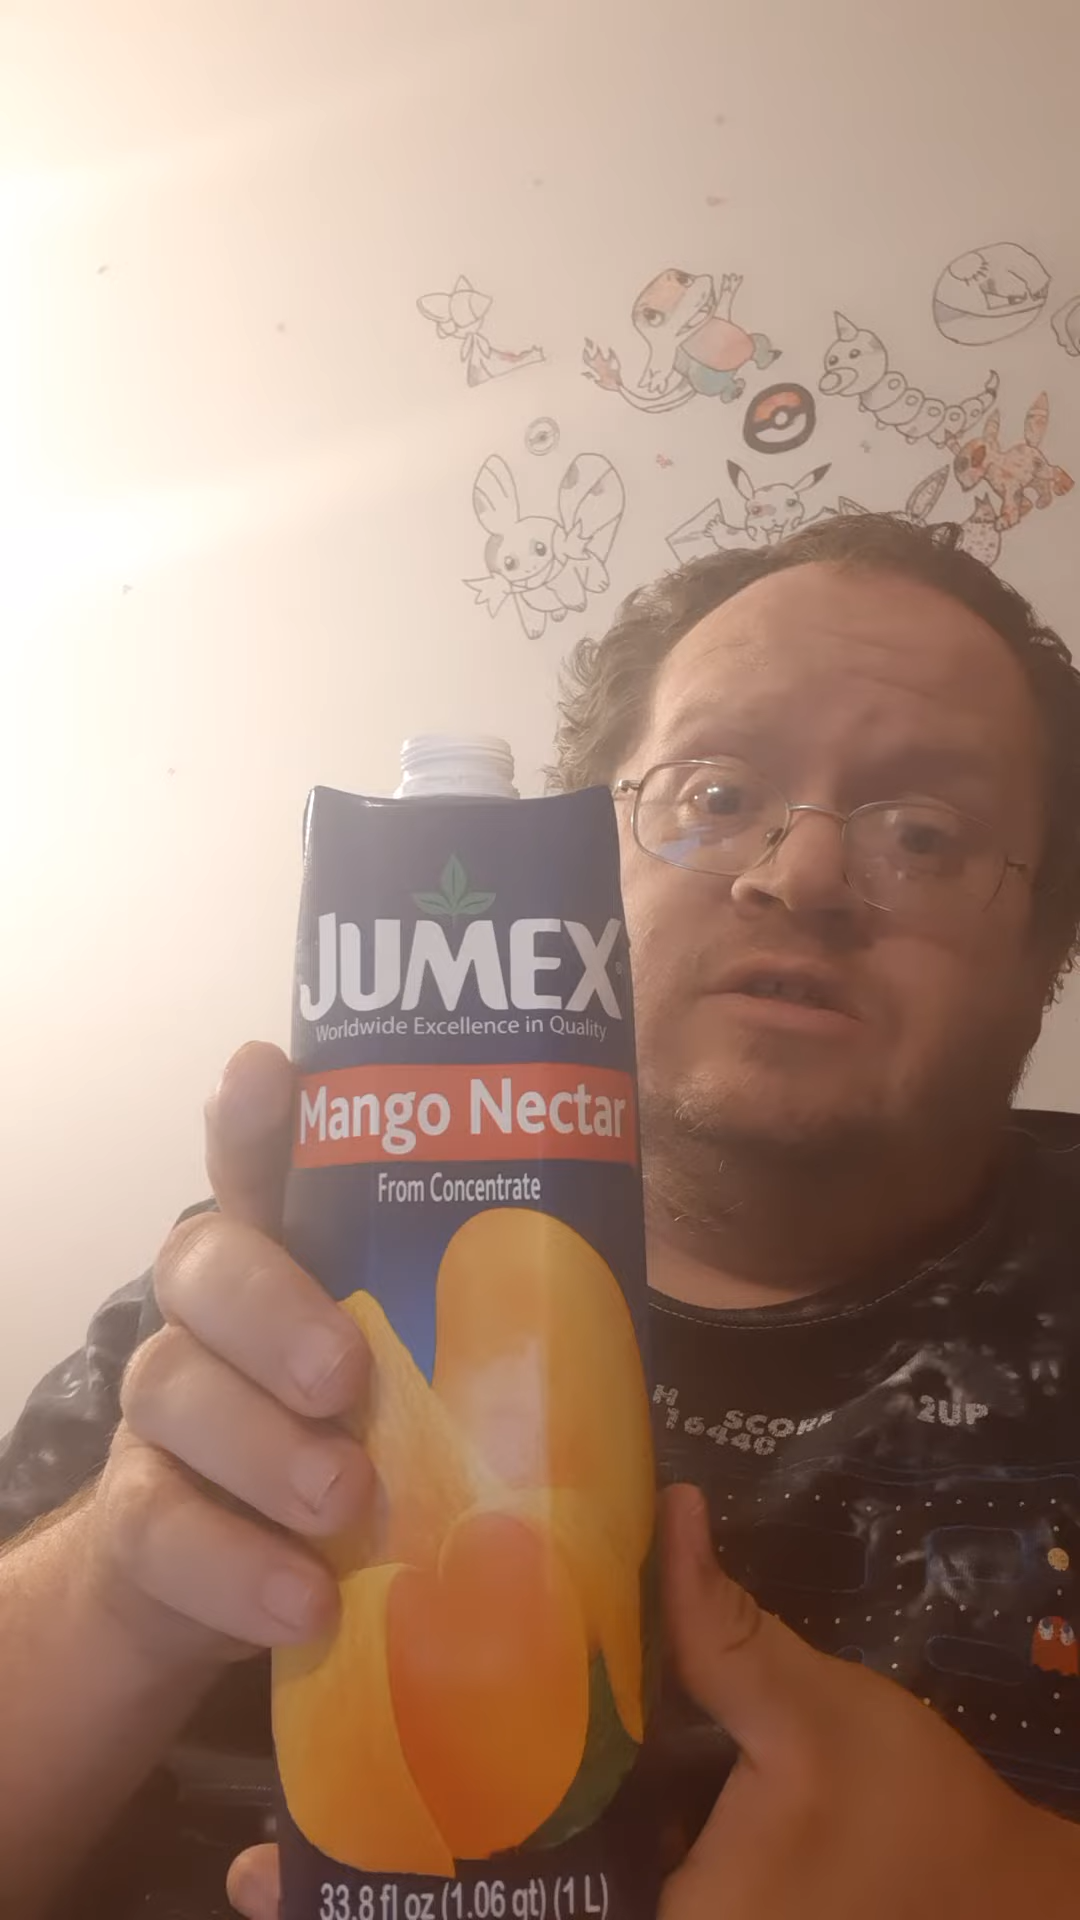 JUMEX
Worldwide Excellence in Quality
Mango Nectar
From Concentrate
33.8 fl oz (1.06 qt) (1 L)
SCORE 2UP
16440